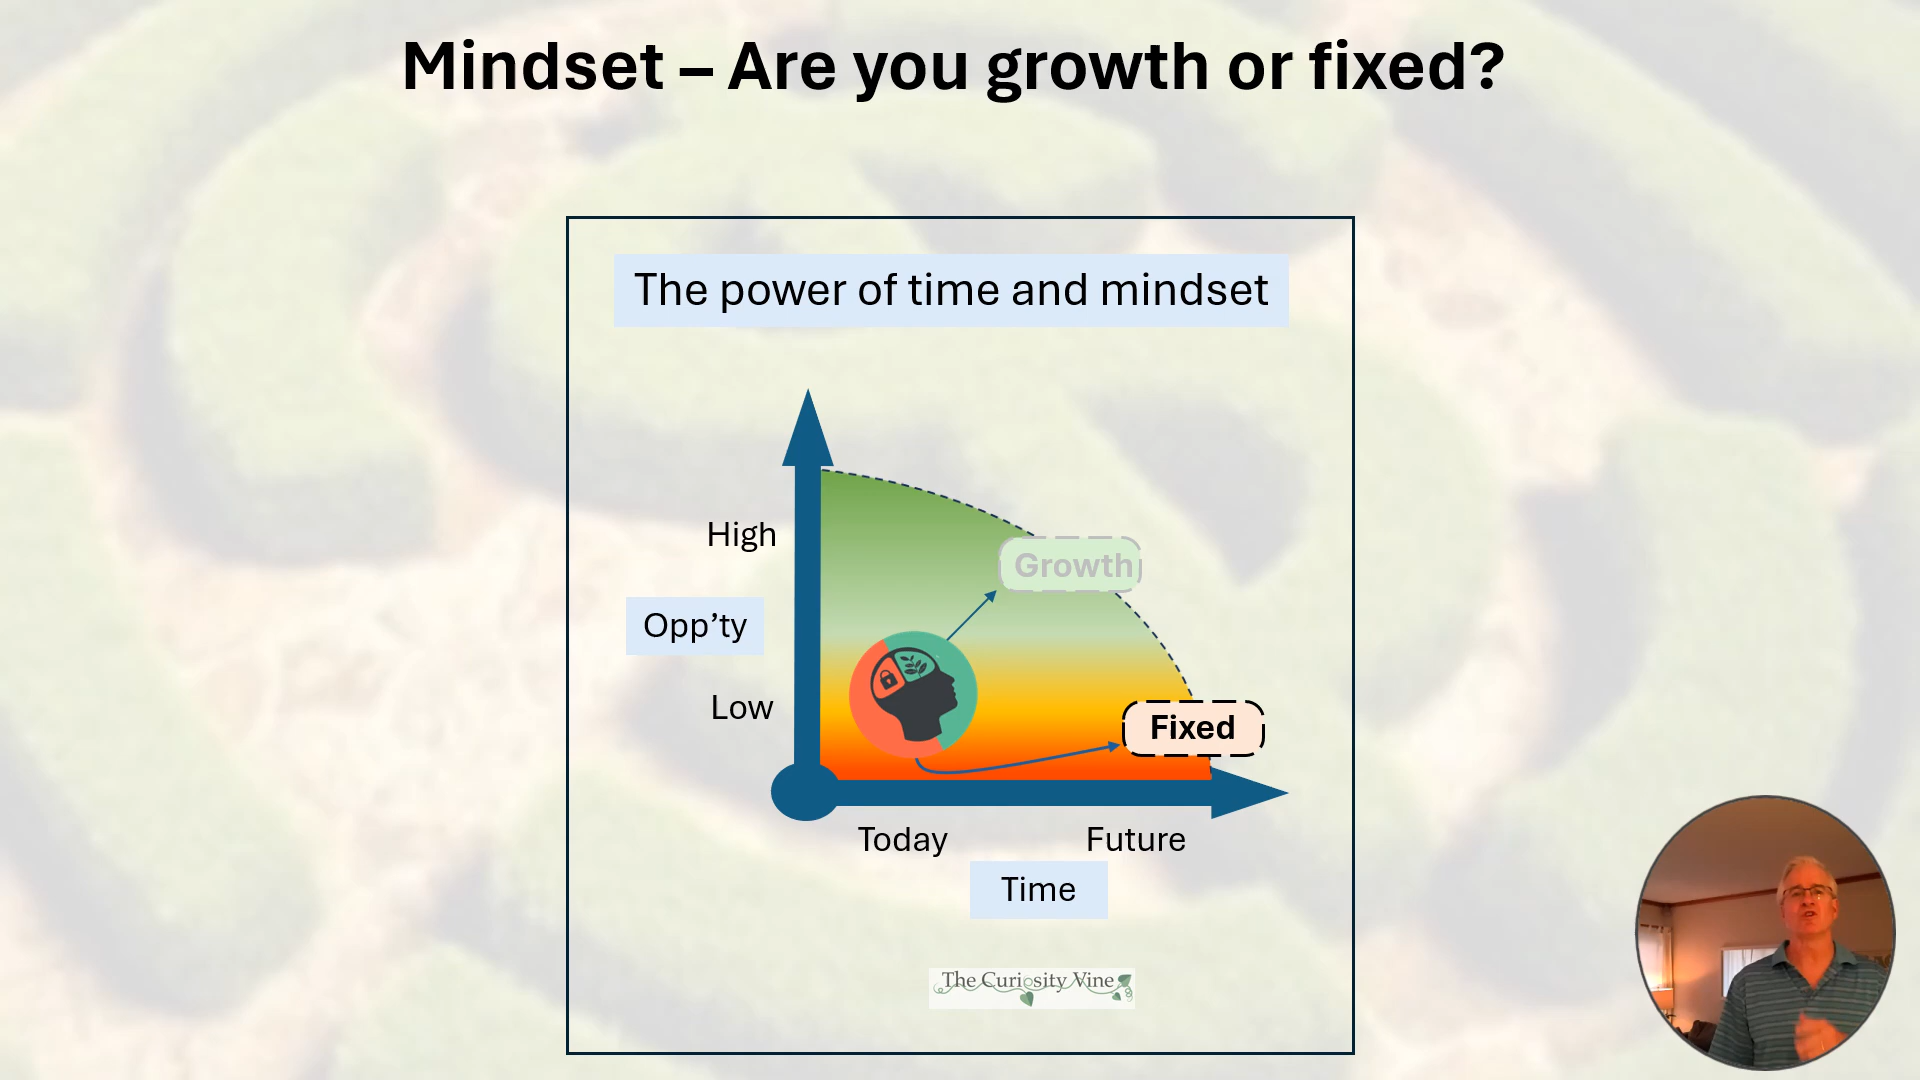 Mindset – Are you growth or fixed?
The power of time and mindset
High
Growth
Opp’ty
Low
Fixed
Today
Future
Time
The Curiosity Vine